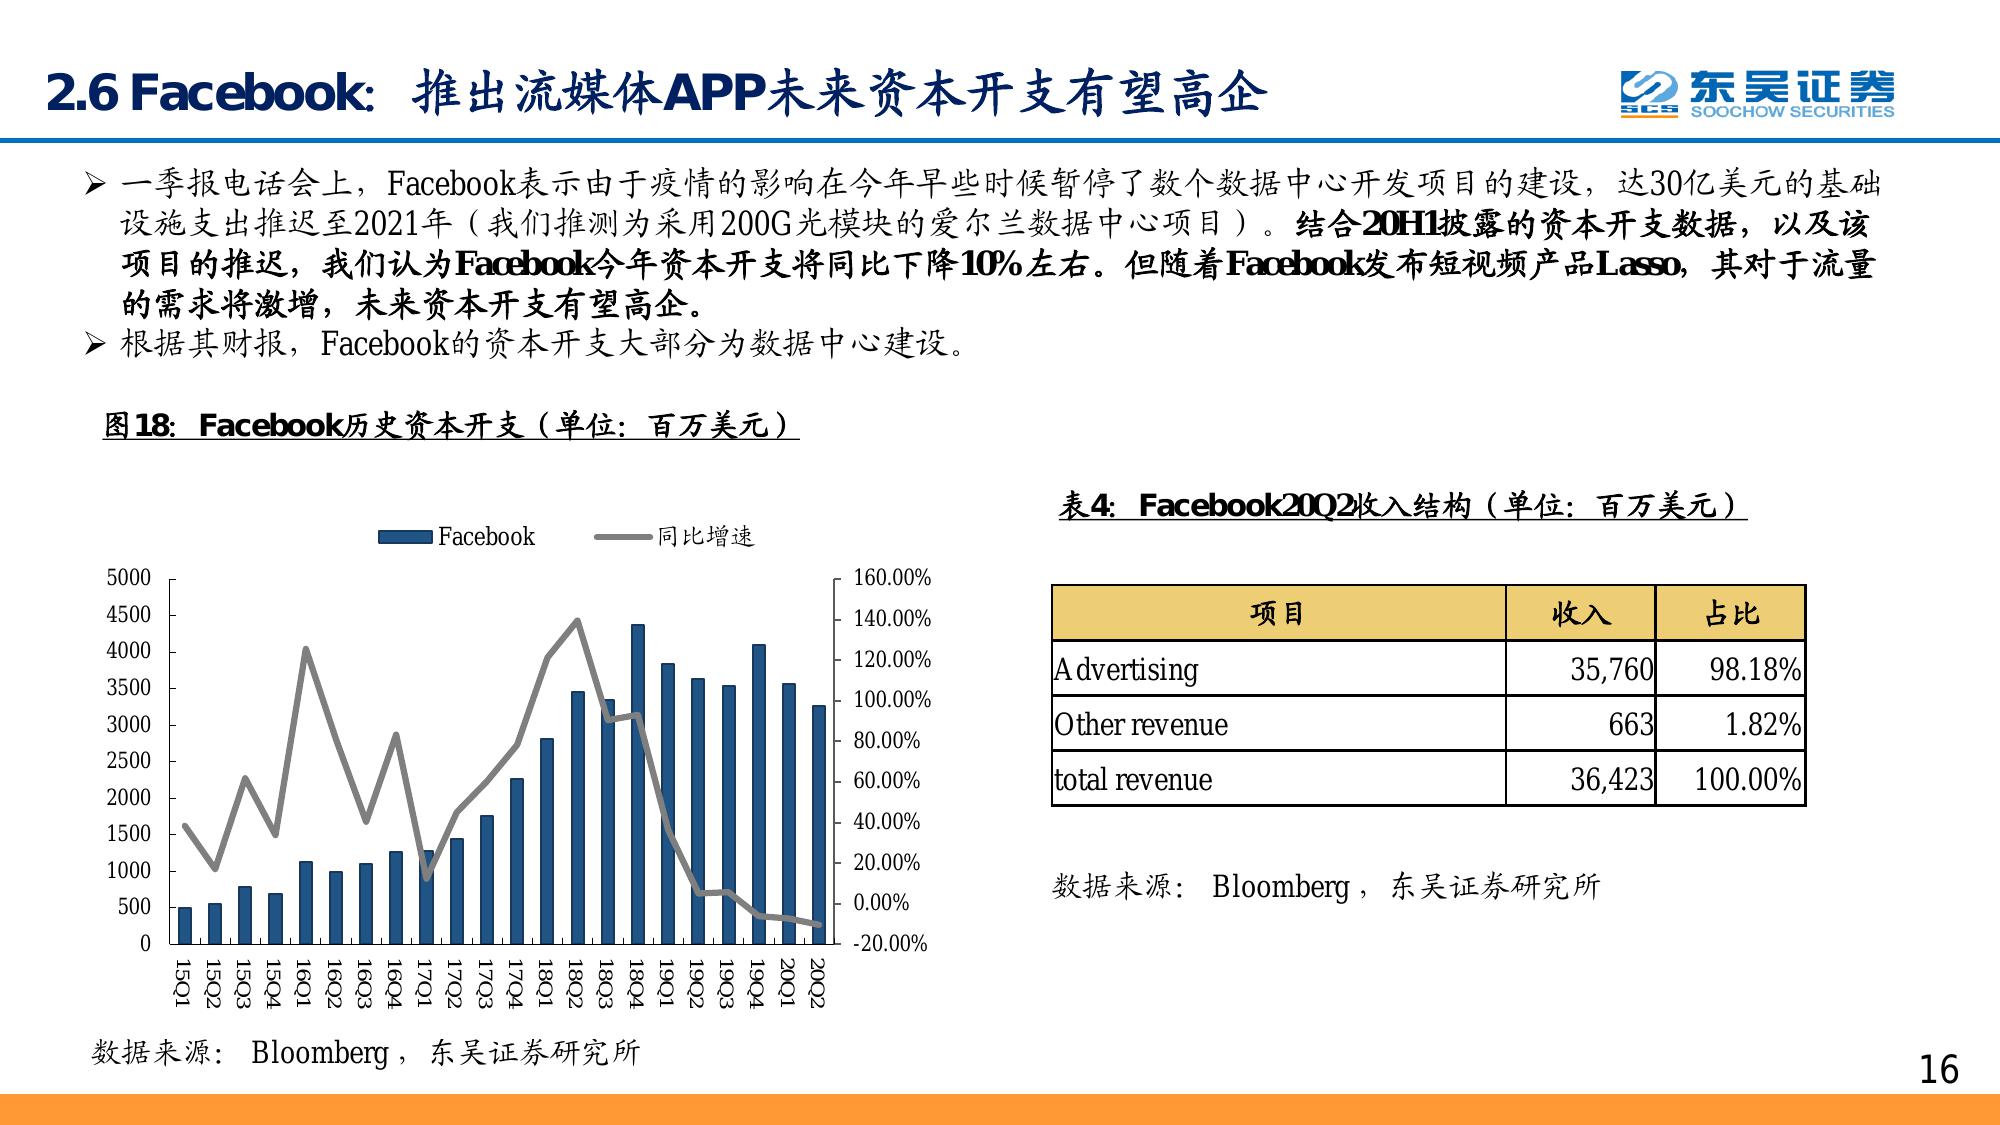 2.6 Facebook：推出流媒体APP未来资本开支有望高企
东吴证券
SCS
SOOCHOW SECURITIES
➢ 一季报电话会上，Facebook表示由于疫情的影响在今年早些时候暂停了数个数据中心开发项目的建设，达30亿美元的基础
设施支出推迟至2021年（我们推测为采用200G光模块的爱尔兰数据中心项目）。结合20H1披露的资本开支数据，以及该
项目的推迟，我们认为Facebook今年资本开支将同比下降10%左右。但随着Facebook发布短视频产品Lasso，其对于流量
的需求将激增，未来资本开支有望高企。
➢ 根据其财报，Facebook的资本开支大部分为数据中心建设。
图18：Facebook历史资本开支（单位：百万美元）
Facebook 同比增速
5000 160.00%
4500 140.00%
4000 120.00%
3500 100.00%
3000 80.00%
2500 60.00%
2000 40.00%
1500 20.00%
1000 0.00%
500 -20.00%
0
15Q1 15Q2 15Q3 15Q4 16Q1 16Q2 16Q3 16Q4 17Q1 17Q2 17Q3 17Q4 18Q1 18Q2 18Q3 18Q4 19Q1 19Q2 19Q3 19Q4 20Q1 20Q2
数据来源： Bloomberg ，东吴证券研究所
表4：Facebook20Q2收入结构（单位：百万美元）
项目 收入 占比
Advertising 35,760 98.18%
Other revenue 663 1.82%
total revenue 36,423 100.00%
数据来源： Bloomberg ，东吴证券研究所
16